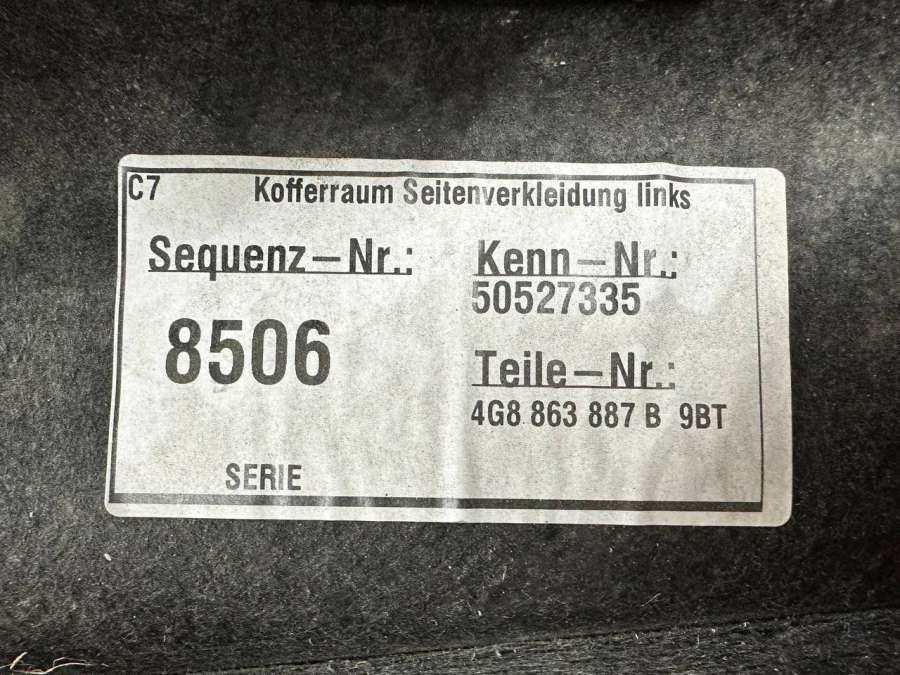 C7 Kofferraum Seitenverkleidung links
Sequenz-Nr.: Kenn-Nr.:
50527335
8506
Teile-Nr.:
4G8 863 887 B 9BT
SERIE